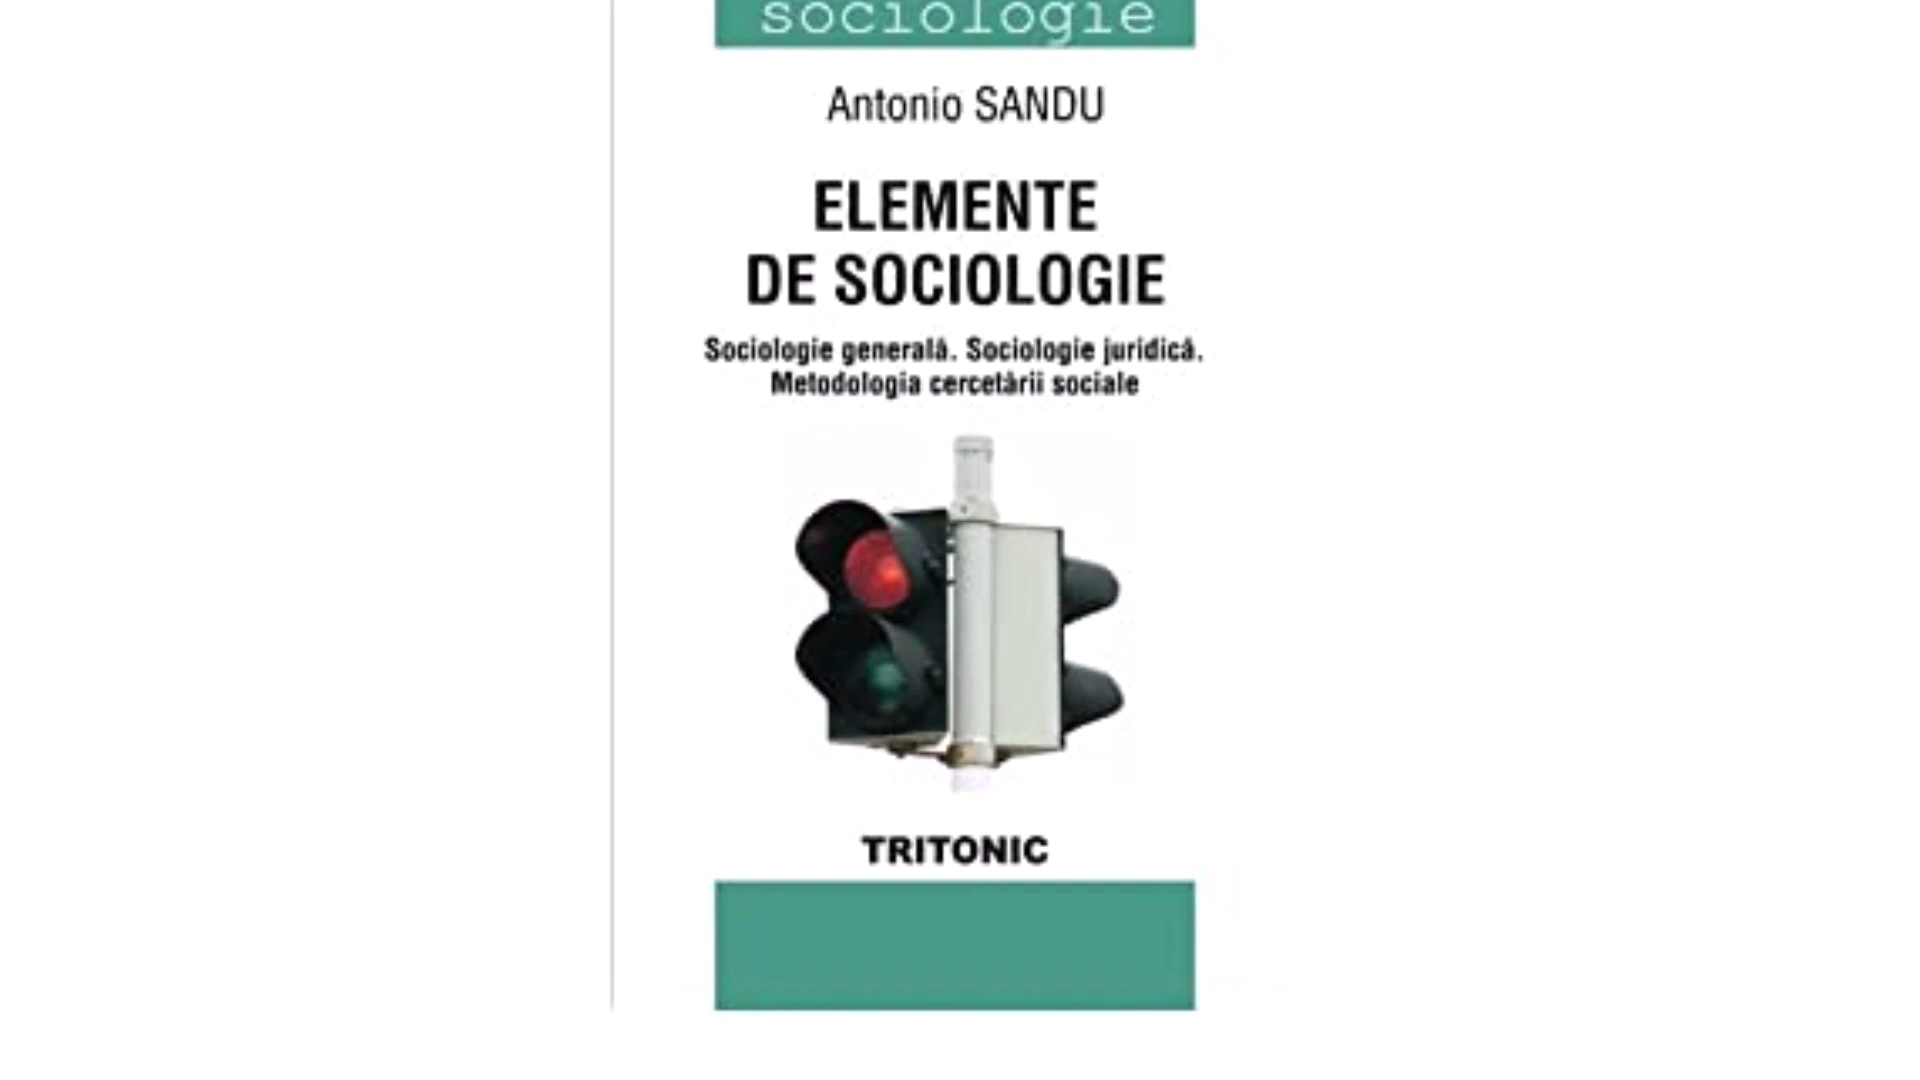 sociologie
Antonio SANDU
ELEMENTE
DE SOCIOLOGIE
Sociologie generală. Sociologie juridică.
Metodologia cercetării sociale
TRITONIC